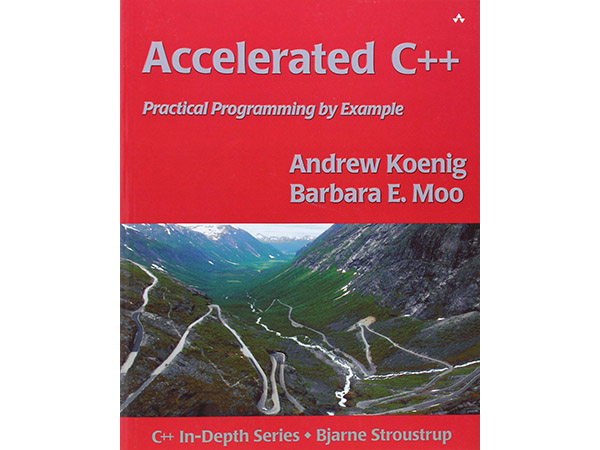 Accelerated C++
Practical Programming by Example
Andrew Koenig
Barbara E. Moo
C++ In-Depth Series ◆ Bjarne Stroustrup